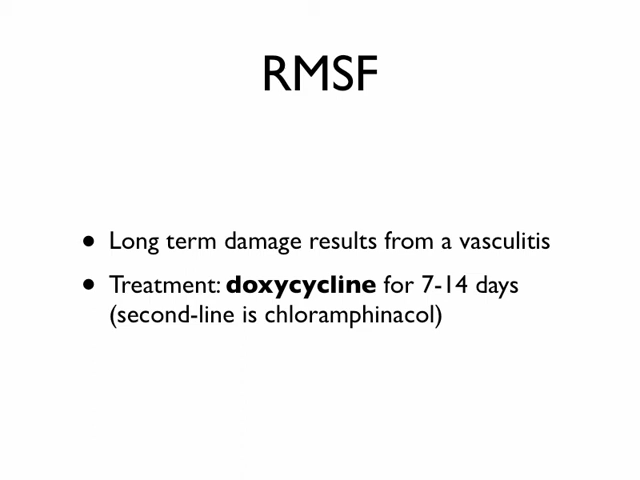 RMSF
• Long term damage results from a vasculitis
• Treatment: doxycycline for 7-14 days
(second-line is chloramphinacol)